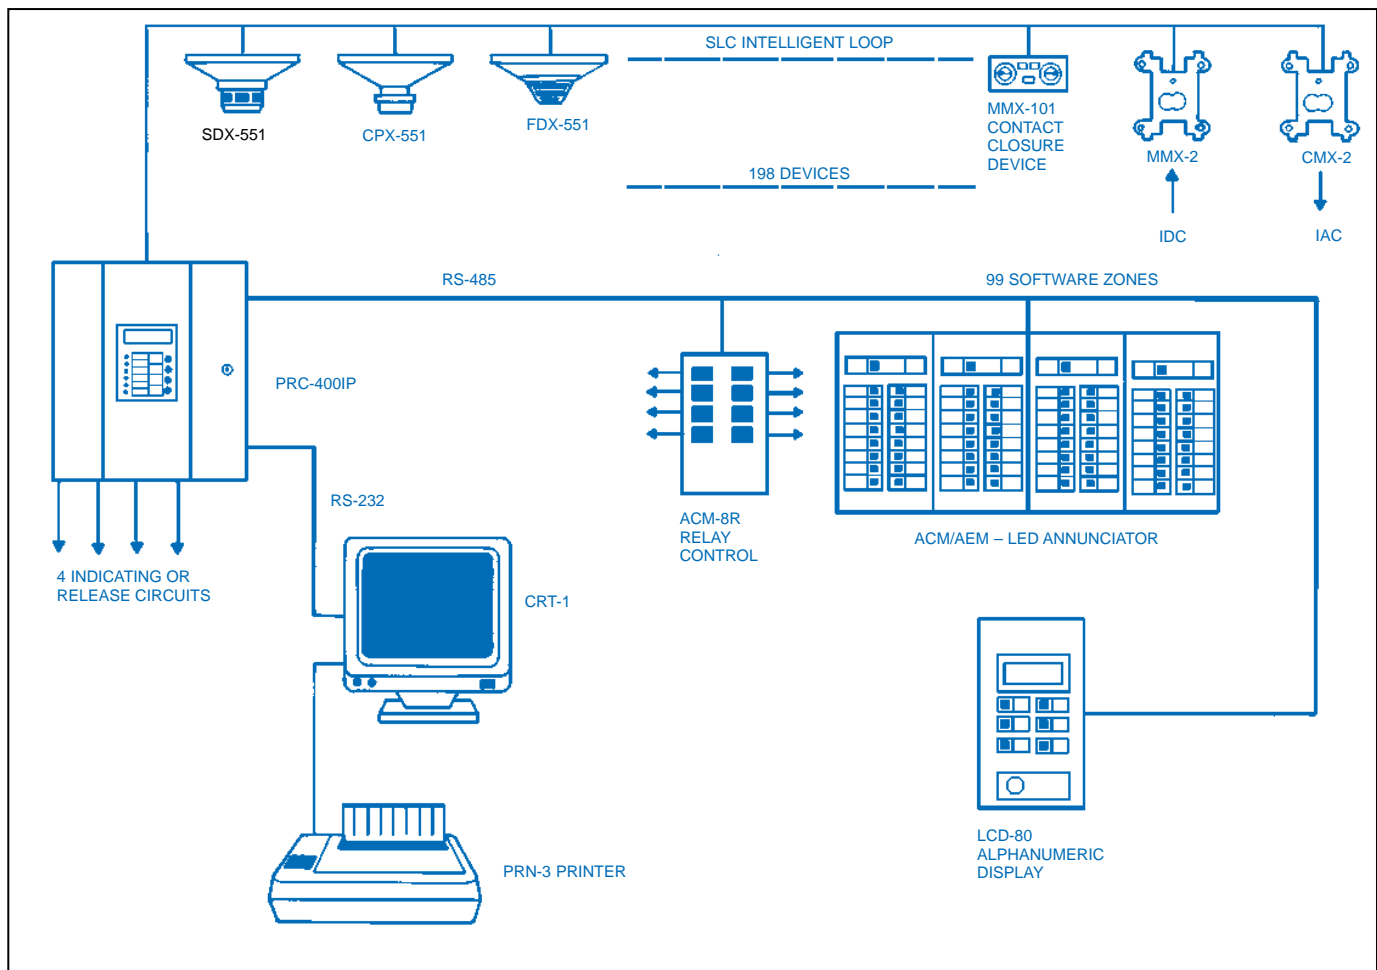 SLC INTELLIGENT LOOP
SDX-551
CPX-551
FDX-551
MMX-101
CONTACT
CLOSURE
DEVICE
MMX-2
CMX-2
198 DEVICES
IDC
IAC
RS-485
99 SOFTWARE ZONES
PRC-400IP
RS-232
ACM-8R
RELAY
CONTROL
ACM/AEM – LED ANNUNCIATOR
4 INDICATING OR
RELEASE CIRCUITS
CRT-1
LCD-80
ALPHANUMERIC
DISPLAY
PRN-3 PRINTER